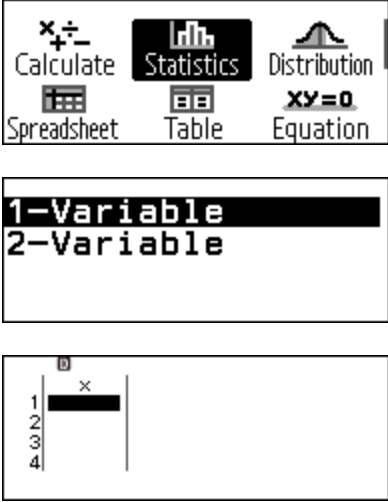 Calculate Statistics Distribution
Spreadsheet Table XY=0 Equation
1-Variable
2-Variable
D
x
1
2
3
4